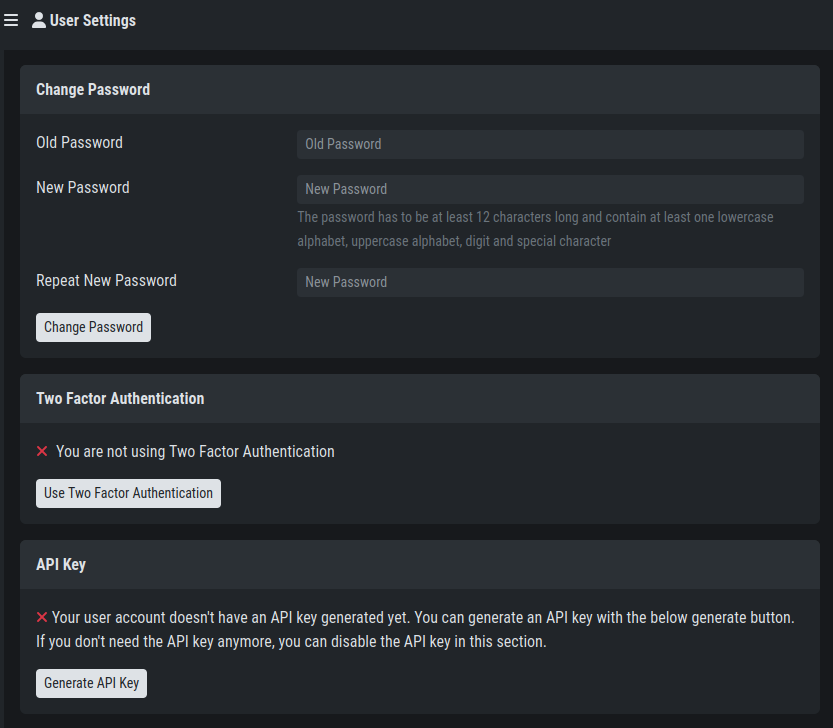 User Settings
Change Password
Old Password
Old Password
New Password
New Password
The password has to be at least 12 characters long and contain at least one lowercase
alphabet, uppercase alphabet, digit and special character
Repeat New Password
New Password
Change Password
Two Factor Authentication
You are not using Two Factor Authentication
Use Two Factor Authentication
API Key
Your user account doesn't have an API key generated yet. You can generate an API key with the below generate button.
If you don't need the API key anymore, you can disable the API key in this section.
Generate API Key